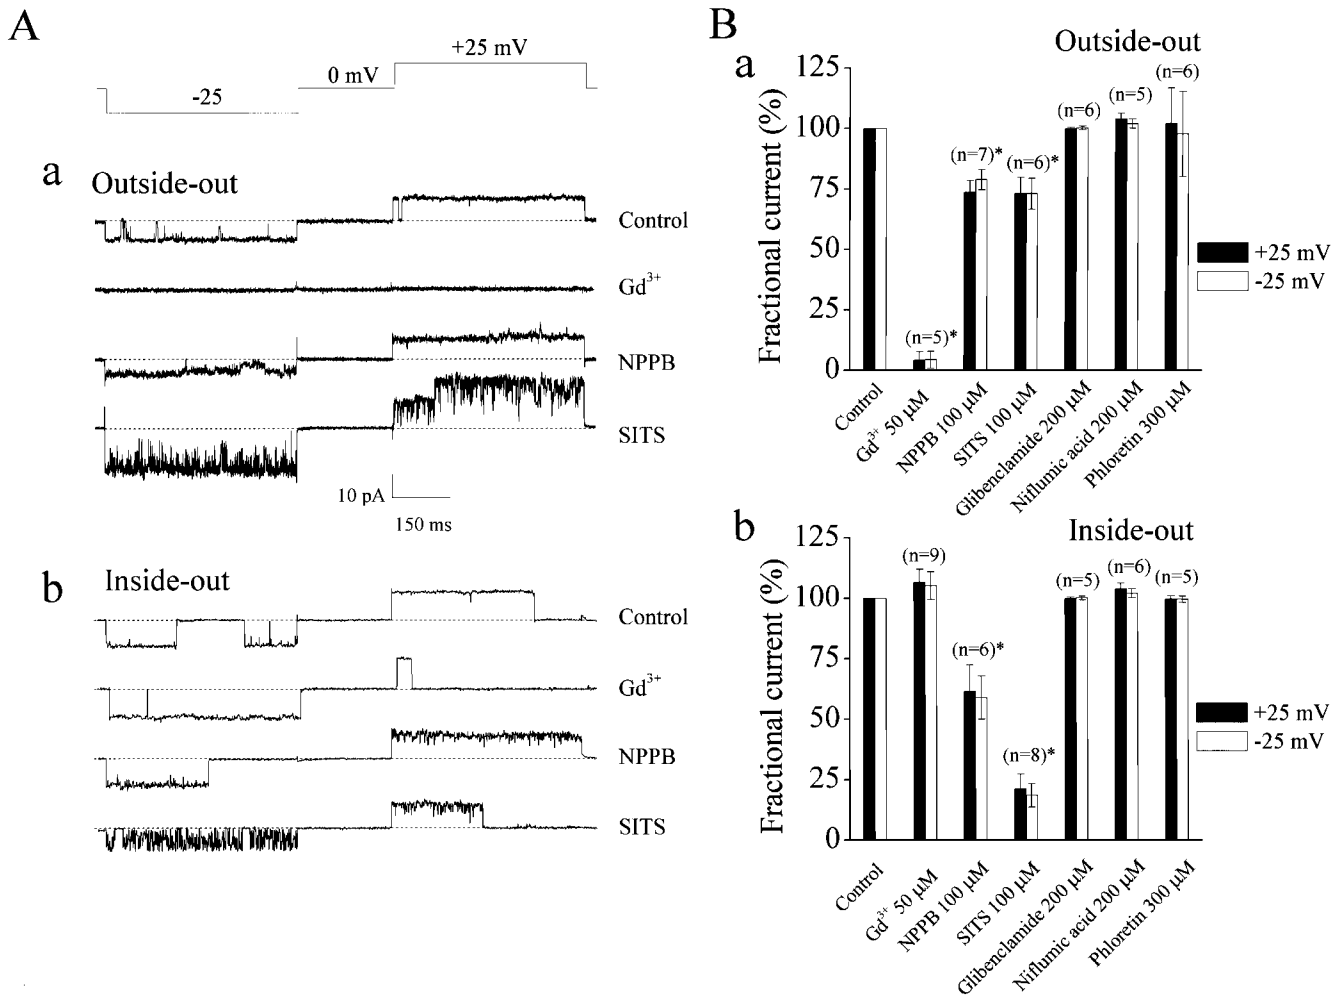 A
+25 mV
0 mV
-25
a
Outside-out
Control
Gd³⁺
NPPB
SITS
10 pA
150 ms
b
Inside-out
Control
Gd³⁺
NPPB
SITS
B
a
Outside-out
Fractional current (%)
125
100
75
50
25
0
(n=5)*
(n=7)*
(n=6)*
(n=6)
(n=5)
(n=6)
+25 mV
-25 mV
Control
Gd³⁺ 50 µM
NPPB 100 µM
SITS 100 µM
Glibenclamide 200 µM
Niflumic acid 200 µM
Phloretin 300 µM
b
Inside-out
Fractional current (%)
125
100
75
50
25
0
(n=9)
(n=6)*
(n=8)*
(n=5)
(n=6)
(n=5)
+25 mV
-25 mV
Control
Gd³⁺ 50 µM
NPPB 100 µM
SITS 100 µM
Glibenclamide 200 µM
Niflumic acid 200 µM
Phloretin 300 µM